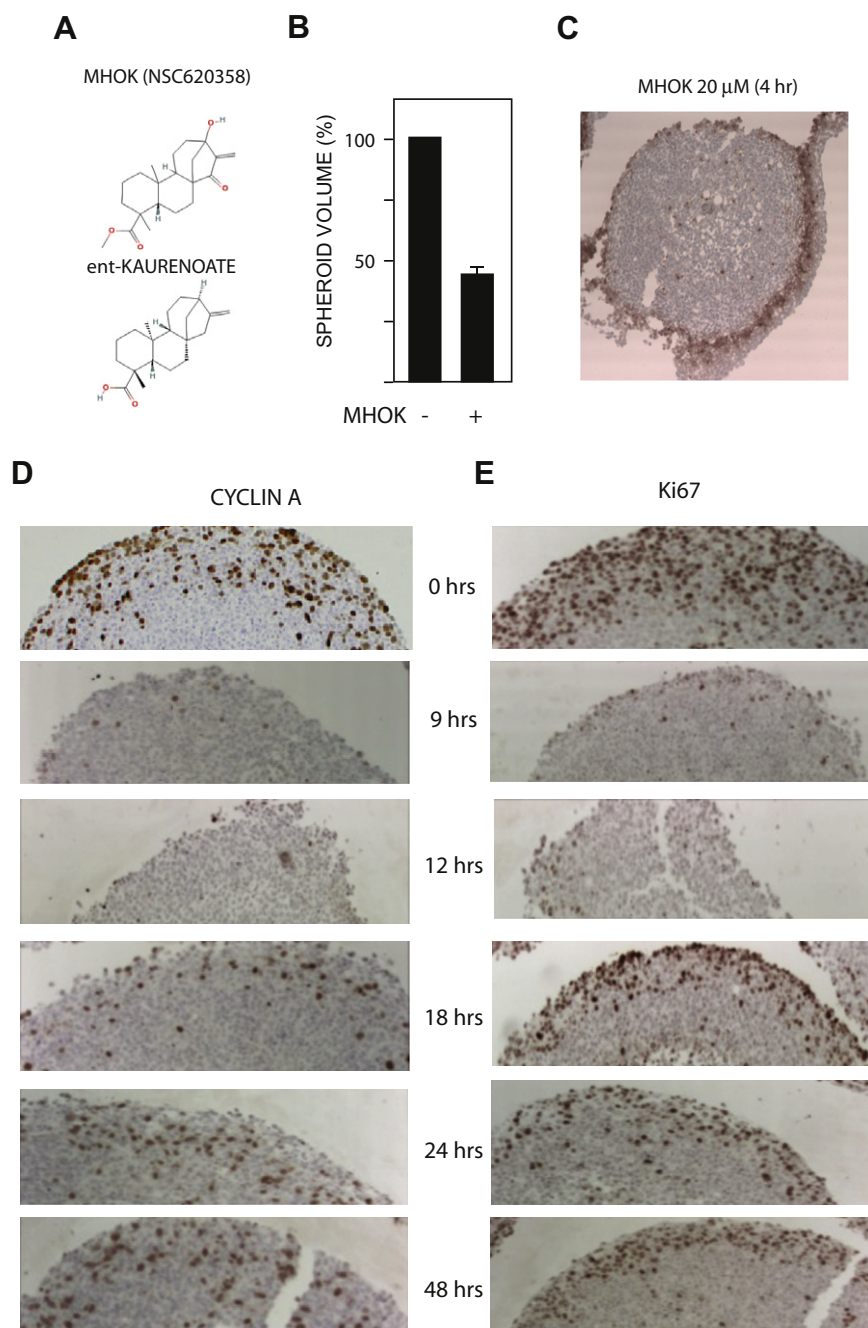 A
MHOK (NSC620358)
H
O
H
O
O
H
O
ent-KAURENOATE
H
H
O
H
O
H
B
SPHEROID VOLUME (%)
100
50
MHOK - +
C
MHOK 20 μM (4 hr)
D
CYCLIN A
E
Ki67
0 hrs
9 hrs
12 hrs
18 hrs
24 hrs
48 hrs